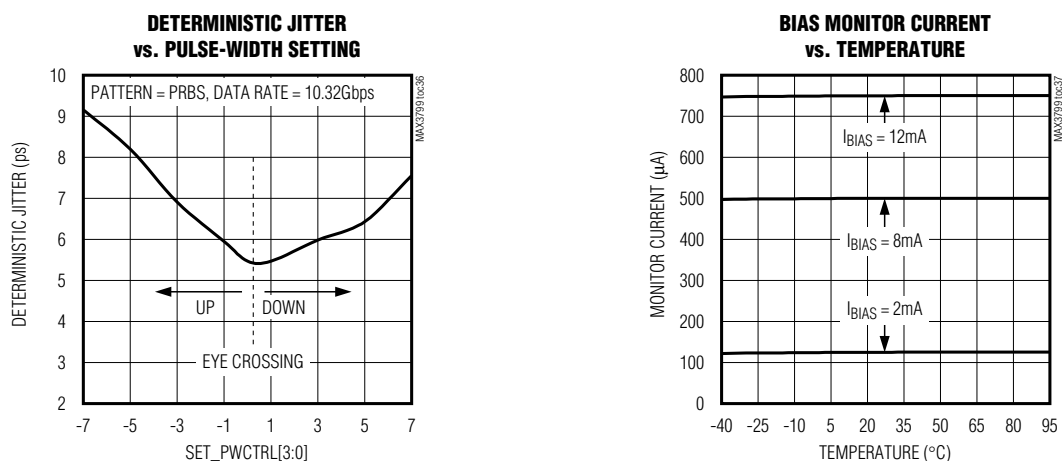 DETERMINISTIC JITTER
vs. PULSE-WIDTH SETTING
10
9
8
7
6
5
4
3
2
DETERMINISTIC JITTER (ps)
PATTERN = PRBS, DATA RATE = 10.32Gbps
MAX3799 toc36
UP
DOWN
EYE CROSSING
-7 -5 -3 -1 1 3 5 7
SET_PWCTRL[3:0]
BIAS MONITOR CURRENT
vs. TEMPERATURE
800
700
600
500
400
300
200
100
0
MONITOR CURRENT (µA)
MAX3799 toc37
IBIAS = 12mA
IBIAS = 8mA
IBIAS = 2mA
-40 -25 -10 5 20 35 50 65 80 95
TEMPERATURE (°C)